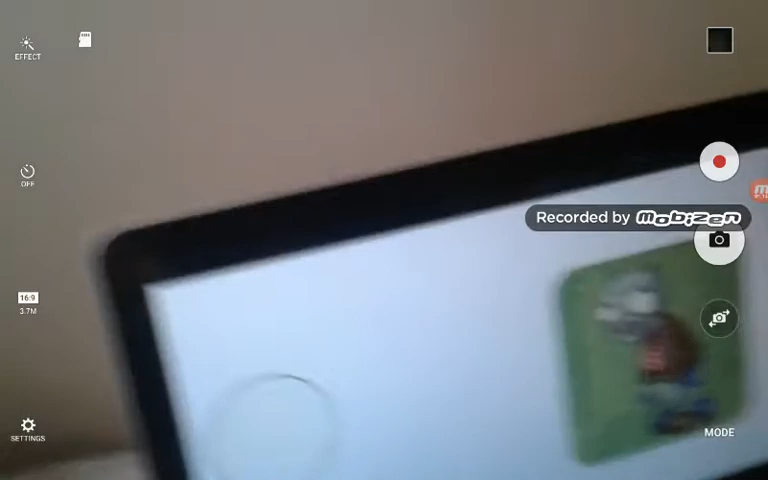 EFFECT
OFF
Recorded by MOBIZEN
16:9
3.7M
SETTINGS
MODE